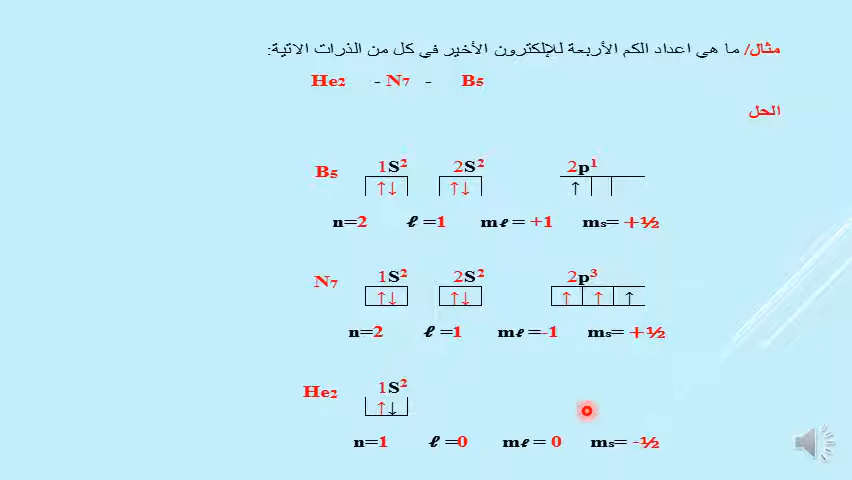 مثال/ ما هي اعداد الكم الأربعة للإلكترون الأخير في كل من الذرات الاتية:
He2 - N7 - B5
الحل
B5 1S² 2S² 2p¹
↑↓ ↑↓ ↑
n=2 ℓ =1 mℓ = +1 ms= +½
N7 1S² 2S² 2p³
↑↓ ↑↓ ↑ ↑ ↑
n=2 ℓ =1 mℓ =-1 ms= +½
He2 1S²
↑↓
n=1 ℓ =0 mℓ = 0 ms= -½